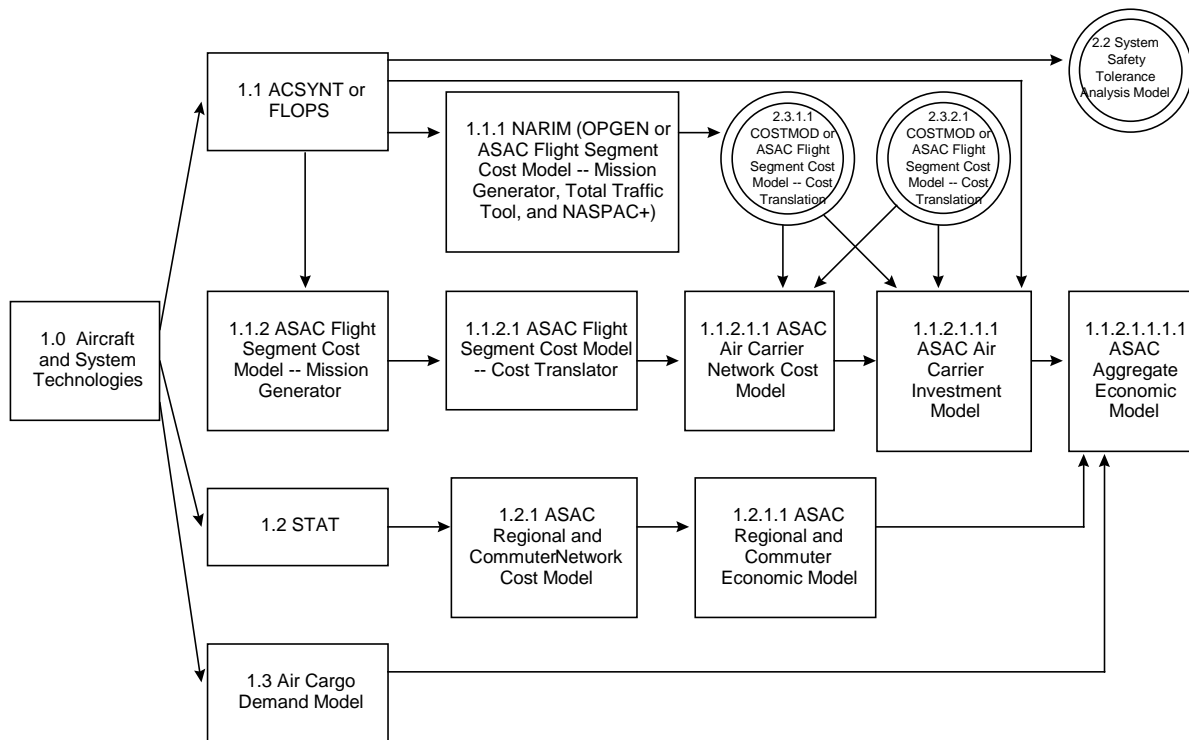 1.1 ACSYNT or
FLOPS
2.2 System
Safety
Tolerance
Analysis Model
1.1.1 NARIM (OPGEN or
ASAC Flight Segment
Cost Model -- Mission
Generator, Total Traffic
Tool, and NASPAC+)
2.3.1.1
COSTMOD or
ASAC Flight
Segment Cost
Model -- Cost
Translation
2.3.2.1
COSTMOD or
ASAC Flight
Segment Cost
Model -- Cost
Translation
1.0  Aircraft
and System
Technologies
1.1.2 ASAC Flight
Segment Cost
Model -- Mission
Generator
1.1.2.1 ASAC Flight
Segment Cost Model
-- Cost Translator
1.1.2.1.1 ASAC
Air Carrier
Network Cost
Model
1.1.2.1.1.1
ASAC Air
Carrier
Investment
Model
1.1.2.1.1.1.1
ASAC
Aggregate
Economic
Model
1.2 STAT
1.2.1 ASAC
Regional and
CommuterNetwork
Cost Model
1.2.1.1 ASAC
Regional and
Commuter
Economic Model
1.3 Air Cargo
Demand Model